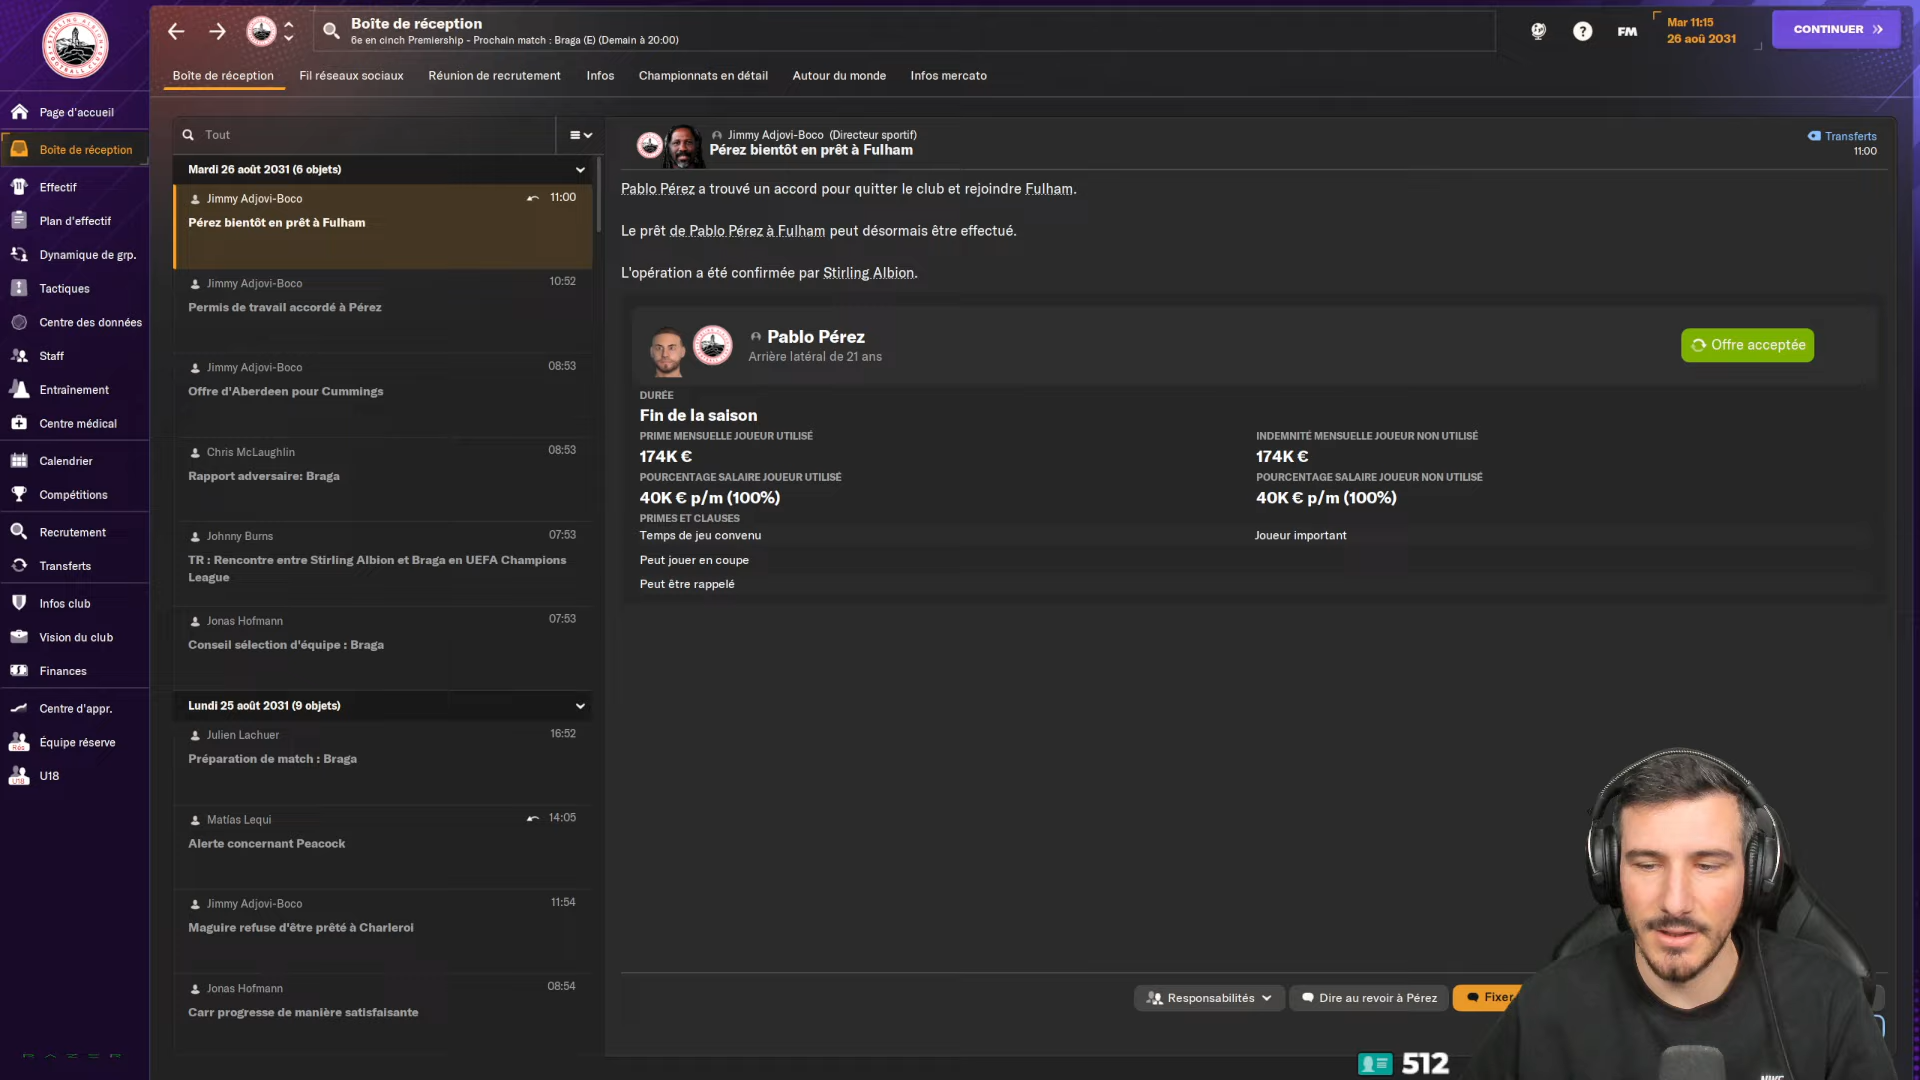 Boîte de réception
6e en cinch Premiership - Prochain match : Braga (E) (Demain à 20:00)
FM
Mar 11:15
26 aoû 2031
CONTINUER
Boîte de réception
Fil réseaux sociaux
Réunion de recrutement
Infos
Championnats en détail
Autour du monde
Infos mercato
Page d'accueil
Boîte de réception
Effectif
Plan d'effectif
Dynamique de grp.
Tactiques
Centre des données
Staff
Entraînement
Centre médical
Calendrier
Compétitions
Recrutement
Transferts
Infos club
Vision du club
Finances
Centre d'appr.
Équipe réserve
U18
Tout
Mardi 26 août 2031 (6 objets)
Jimmy Adjovi-Boco 11:00
Pérez bientôt en prêt à Fulham
Jimmy Adjovi-Boco 10:52
Permis de travail accordé à Pérez
Jimmy Adjovi-Boco 08:53
Offre d'Aberdeen pour Cummings
Chris McLaughlin 08:53
Rapport adversaire: Braga
Johnny Burns 07:53
TR : Rencontre entre Stirling Albion et Braga en UEFA Champions
League
Jonas Hofmann 07:53
Conseil sélection d'équipe : Braga
Lundi 25 août 2031 (9 objets)
Julien Lachuer 16:52
Préparation de match : Braga
Matías Lequi 14:05
Alerte concernant Peacock
Jimmy Adjovi-Boco 11:54
Maguire refuse d'être prêté à Charleroi
Jonas Hofmann 08:54
Carr progresse de manière satisfaisante
Jimmy Adjovi-Boco (Directeur sportif)
Pérez bientôt en prêt à Fulham
Transferts
11:00
Pablo Pérez a trouvé un accord pour quitter le club et rejoindre Fulham.
Le prêt de Pablo Pérez à Fulham peut désormais être effectué.
L'opération a été confirmée par Stirling Albion.
Pablo Pérez
Arrière latéral de 21 ans
Offre acceptée
DURÉE
Fin de la saison
PRIME MENSUELLE JOUEUR UTILISÉ
174K €
INDEMNITÉ MENSUELLE JOUEUR NON UTILISÉ
174K €
POURCENTAGE SALAIRE JOUEUR UTILISÉ
40K € p/m (100%)
POURCENTAGE SALAIRE JOUEUR NON UTILISÉ
40K € p/m (100%)
PRIMES ET CLAUSES
Temps de jeu convenu
Joueur important
Peut jouer en coupe
Peut être rappelé
Responsabilités
Dire au revoir à Pérez
Fixer
512